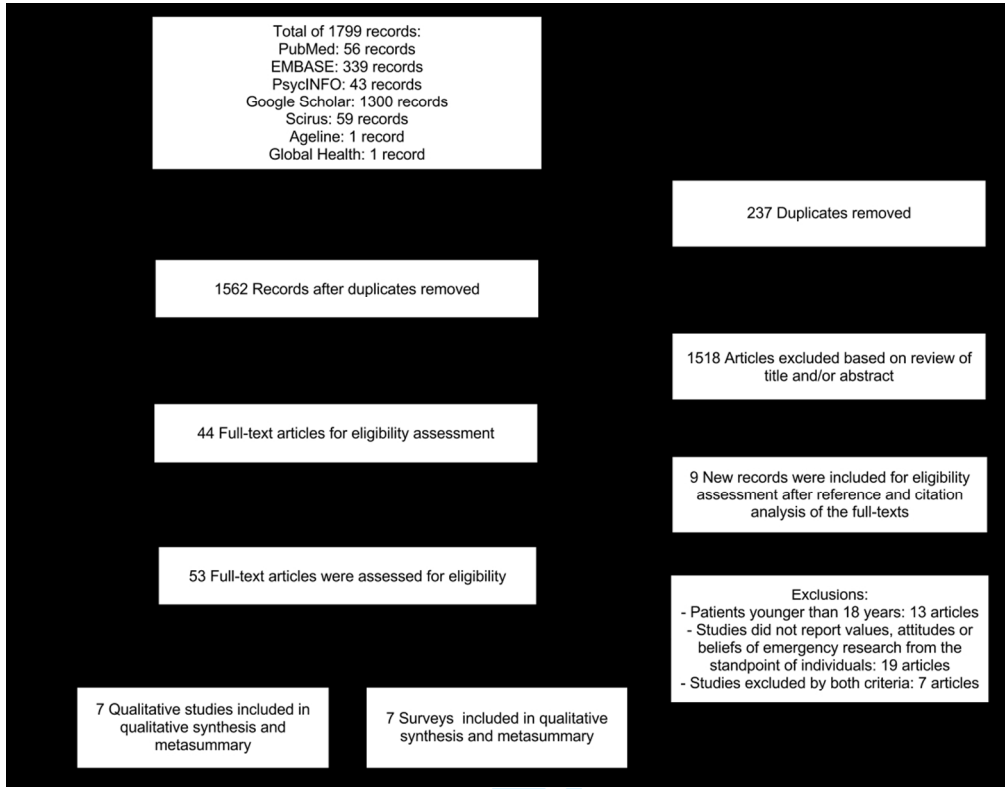 Total of 1799 records:
PubMed: 56 records
EMBASE: 339 records
PsycINFO: 43 records
Google Scholar: 1300 records
Scirus: 59 records
Ageline: 1 record
Global Health: 1 record
237 Duplicates removed
1562 Records after duplicates removed
1518 Articles excluded based on review of
title and/or abstract
44 Full-text articles for eligibility assessment
9 New records were included for eligibility
assessment after reference and citation
analysis of the full-texts
53 Full-text articles were assessed for eligibility
Exclusions:
- Patients younger than 18 years: 13 articles
- Studies did not report values, attitudes or
beliefs of emergency research from the
standpoint of individuals: 19 articles
- Studies excluded by both criteria: 7 articles
7 Qualitative studies included in
qualitative synthesis and
metasummary
7 Surveys included in qualitative
synthesis and metasummary